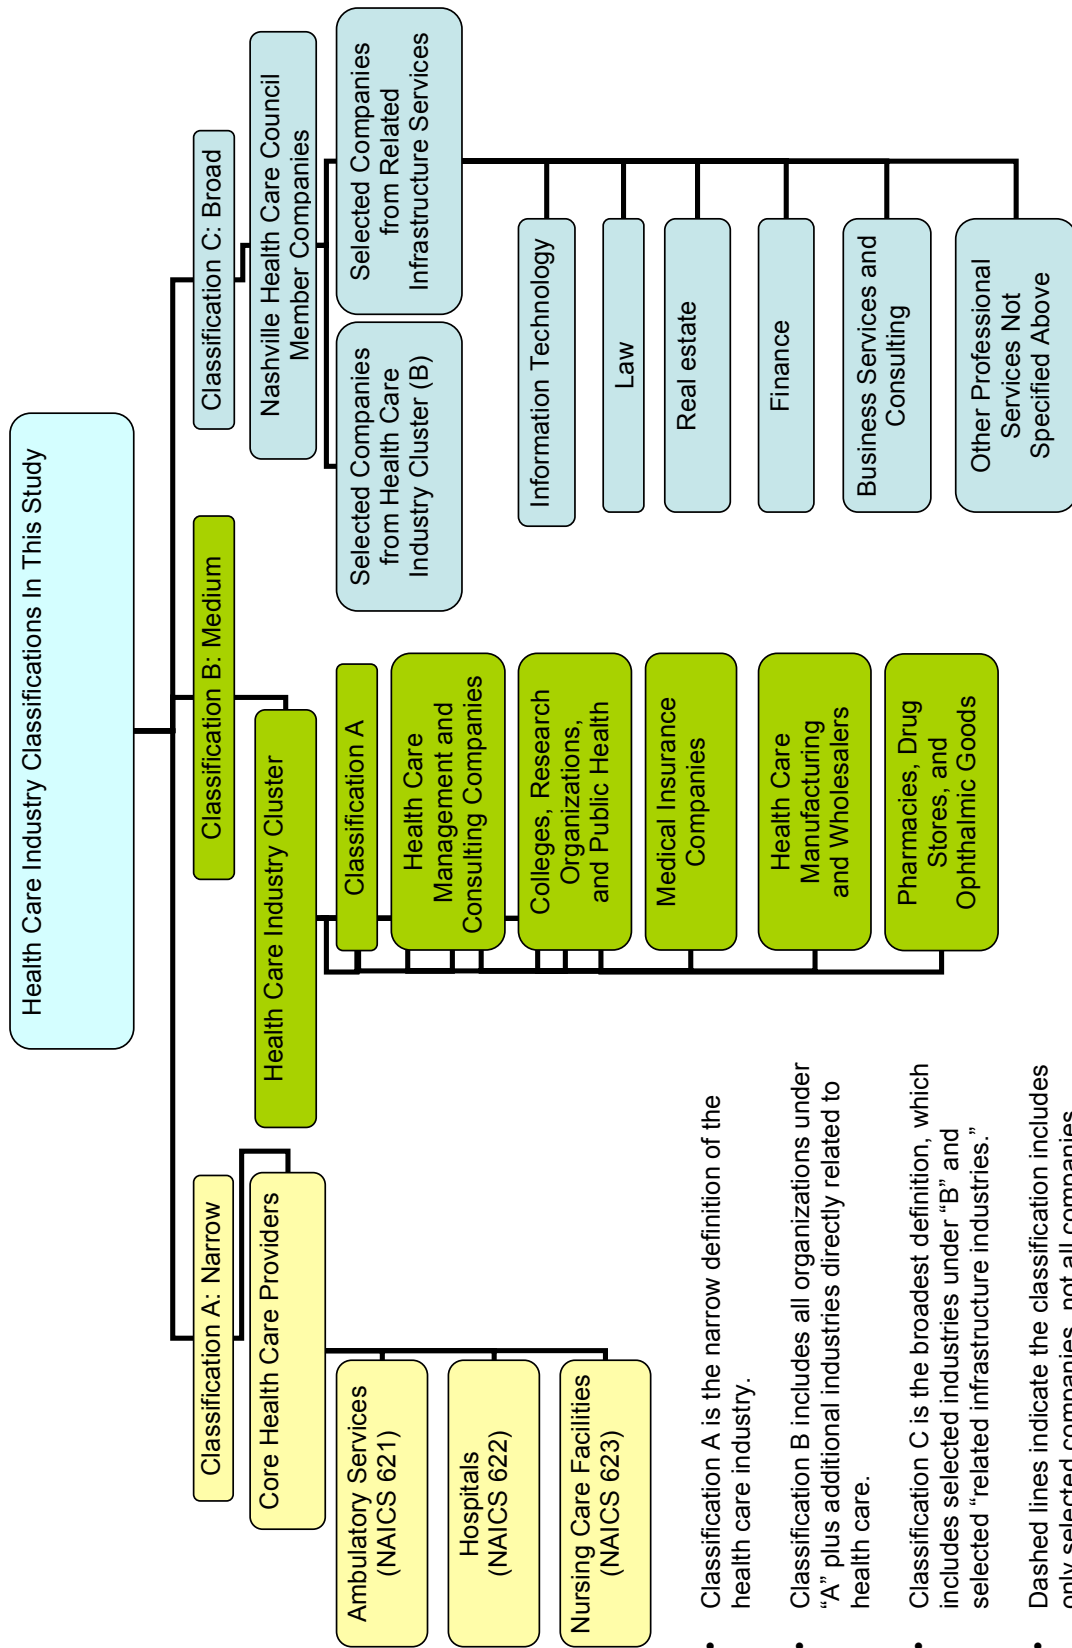 Health Care Industry Classifications In This Study
Classification A: Narrow
Core Health Care Providers
Ambulatory Services
(NAICS 621)
Hospitals
(NAICS 622)
Nursing Care Facilities
(NAICS 623)
Classification B: Medium
Health Care Industry Cluster
Classification A
Health Care
Management and
Consulting Companies
Colleges, Research
Organizations,
and Public Health
Medical Insurance
Companies
Health Care
Manufacturing
and Wholesalers
Pharmacies, Drug
Stores, and
Ophthalmic Goods
Classification C: Broad
Nashville Health Care Council
Member Companies
Selected Companies
from Health Care
Industry Cluster (B)
Selected Companies
from Related
Infrastructure Services
Information Technology
Law
Real estate
Finance
Business Services and
Consulting
Other Professional
Services Not
Specified Above
• Classification A is the narrow definition of the
health care industry.
• Classification B includes all organizations under
“A” plus additional industries directly related to
health care.
• Classification C is the broadest definition, which
includes selected industries under “B” and
selected “related infrastructure industries.”
• Dashed lines indicate the classification includes
only selected companies, not all companies